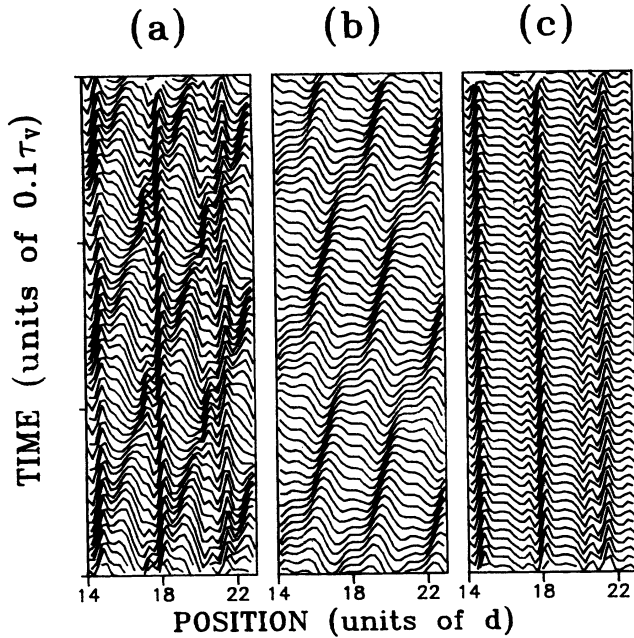 (a) (b) (c)
TIME (units of 0.1τv)
14 18 22 14 18 22 14 18 22
POSITION (units of d)